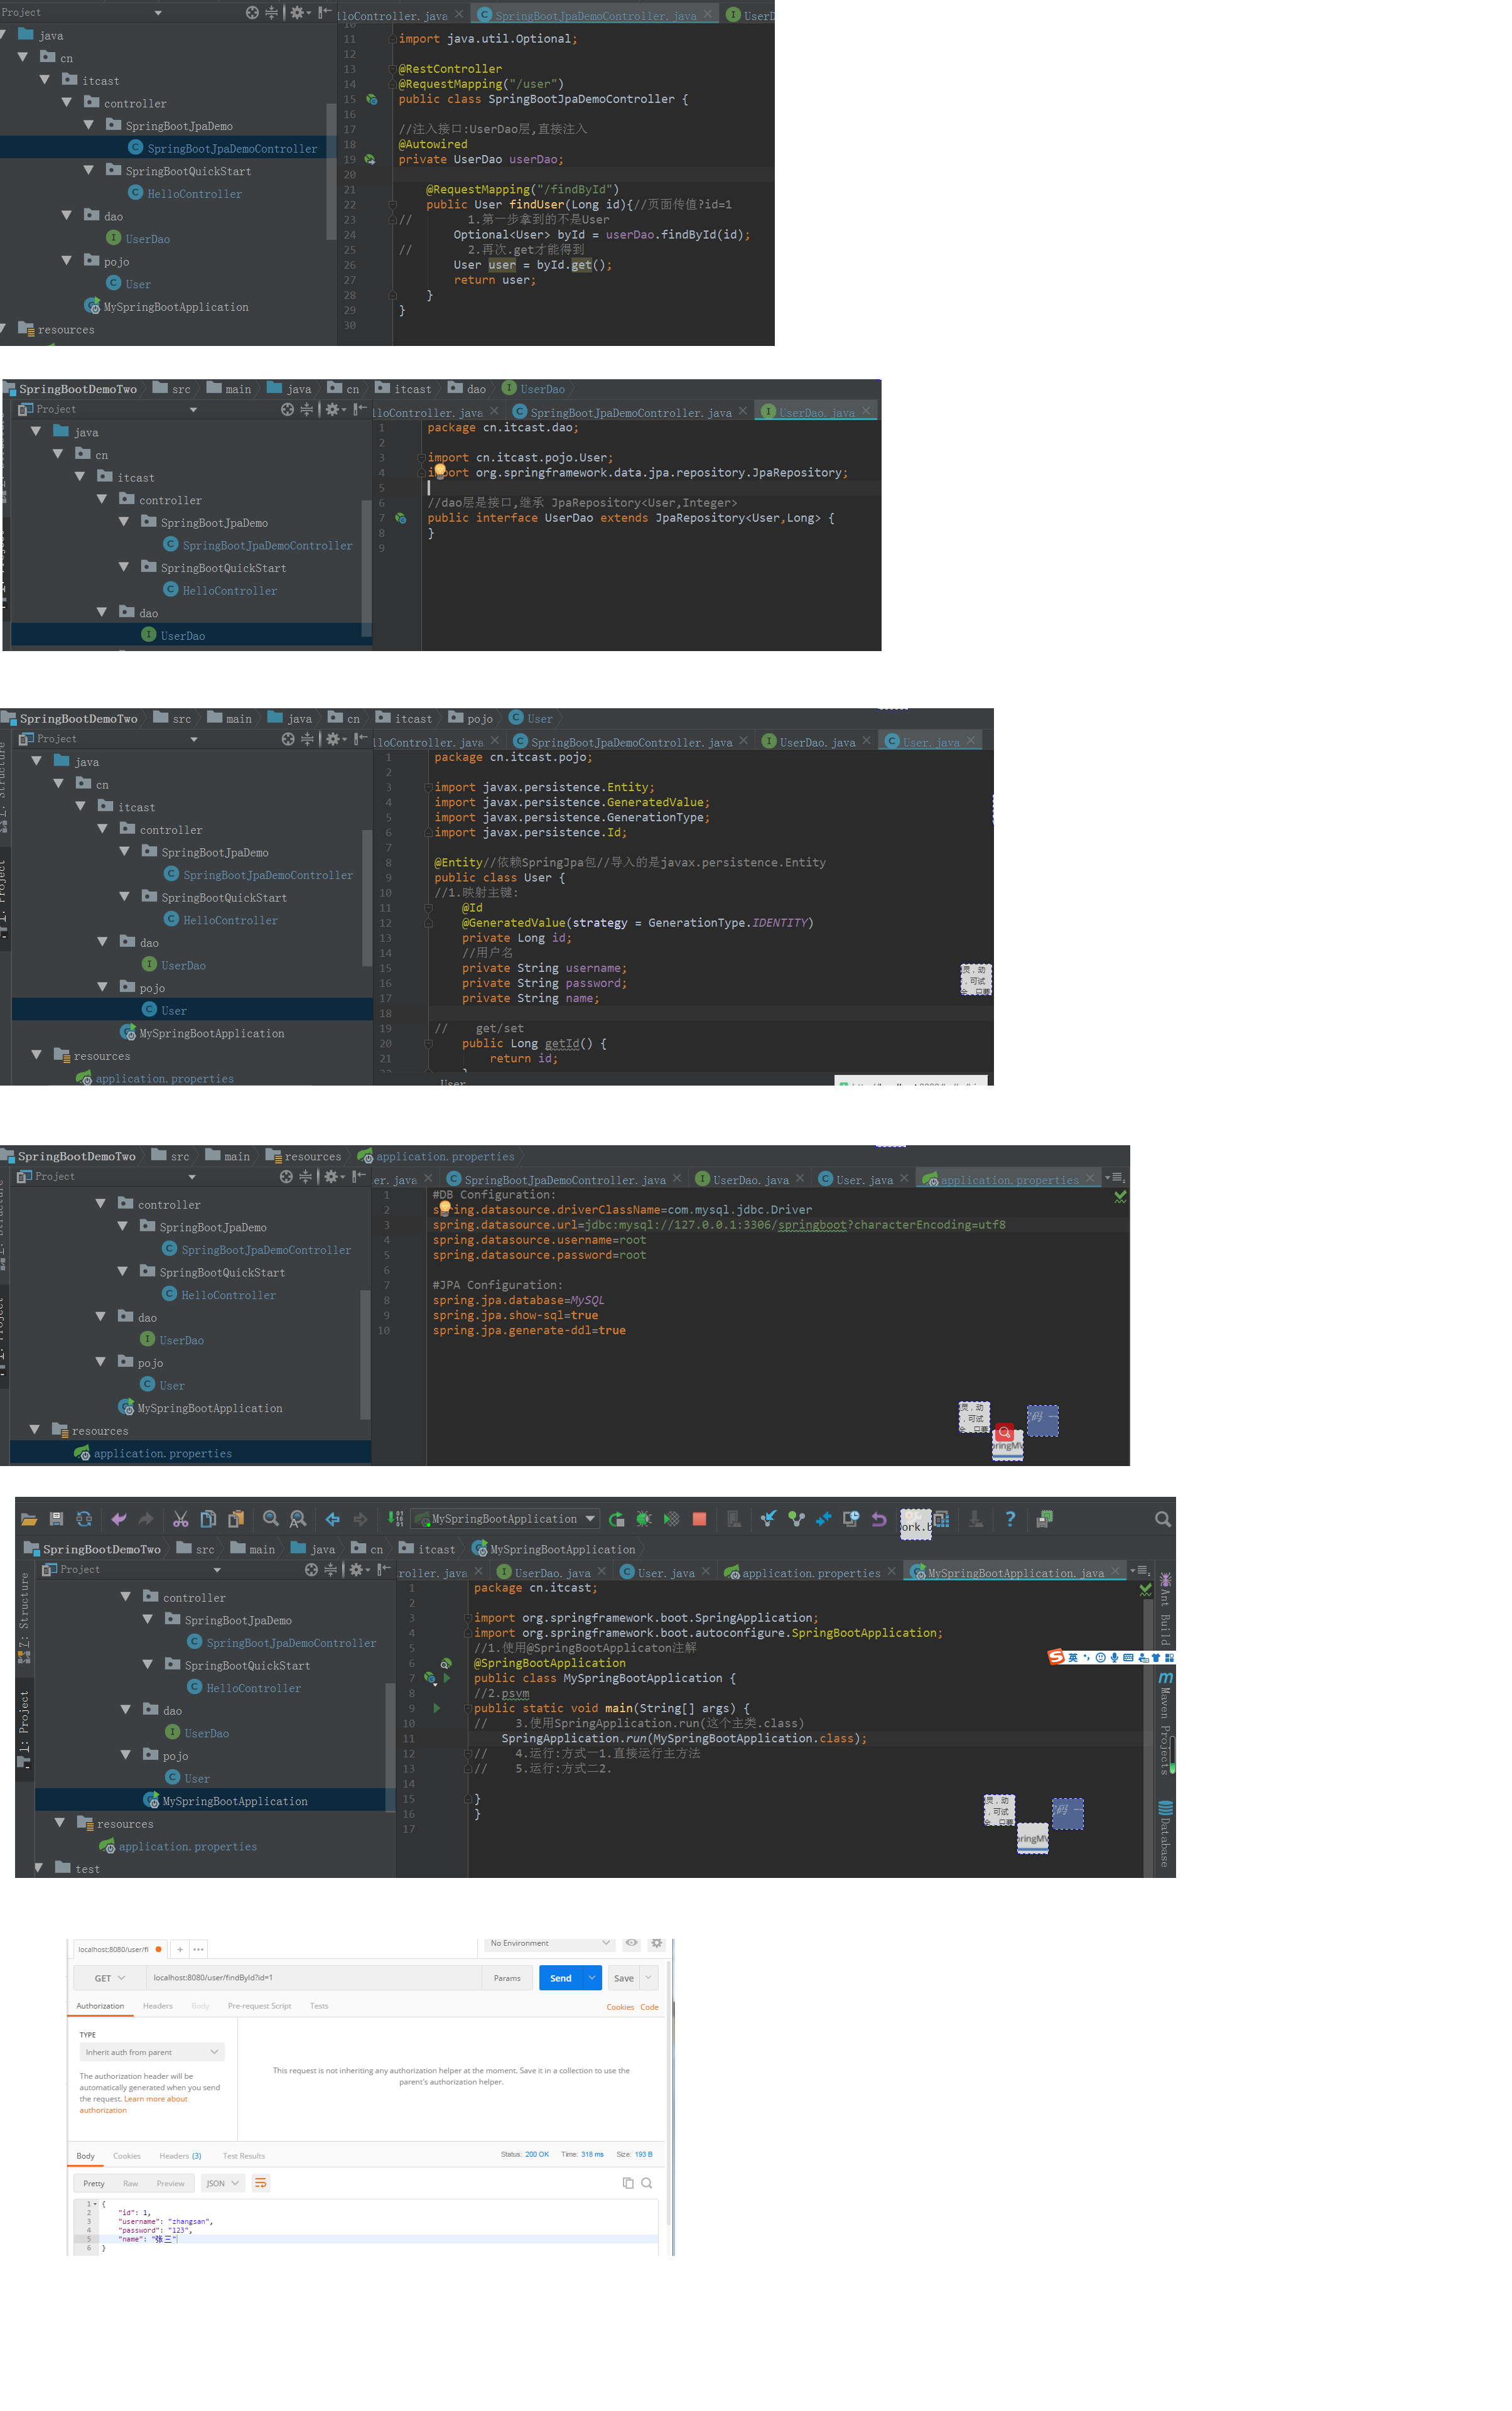 Project
lloController.java
SpringBootJpaDemoController.java
UserD
java
cn
itcast
controller
SpringBootJpaDemo
SpringBootJpaDemoController
SpringBootQuickStart
HelloController
dao
UserDao
pojo
User
MySpringBootApplication
resources
10
11 import java.util.Optional;
12
13 @RestController
14 @RequestMapping("/user")
15 public class SpringBootJpaDemoController {
16
17 //注入接口:UserDao层,直接注入
18 @Autowired
19 private UserDao userDao;
20
21 @RequestMapping("/findById")
22 public User findUser(Long id){//页面传值?id=1
23 // 1.第一步拿到的不是User
24 Optional<User> byId = userDao.findById(id);
25 // 2.再次.get才能得到
26 User user = byId.get();
27 return user;
28 }
29 }
30
SpringBootDemoTwo src main java cn itcast dao UserDao
Project
lloController.java SpringBootJpaDemoController.java UserDao.java
java
cn
itcast
controller
SpringBootJpaDemo
SpringBootJpaDemoController
SpringBootQuickStart
HelloController
dao
UserDao
1 package cn.itcast.dao;
2
3 import cn.itcast.pojo.User;
4 import org.springframework.data.jpa.repository.JpaRepository;
5
6 //dao层是接口,继承 JpaRepository<User,Integer>
7 public interface UserDao extends JpaRepository<User,Long> {
8 }
9
SpringBootDemoTwo src main java cn itcast pojo User
Project
lloController.java SpringBootJpaDemoController.java UserDao.java User.java
Structure
1: Project
java
cn
itcast
controller
SpringBootJpaDemo
SpringBootJpaDemoController
SpringBootQuickStart
HelloController
dao
UserDao
pojo
User
MySpringBootApplication
resources
application.properties
1 package cn.itcast.pojo;
2
3 import javax.persistence.Entity;
4 import javax.persistence.GeneratedValue;
5 import javax.persistence.GenerationType;
6 import javax.persistence.Id;
7
8 @Entity//依赖SpringJpa包//导入的是javax.persistence.Entity
9 public class User {
10 //1.映射主键:
11 @Id
12 @GeneratedValue(strategy = GenerationType.IDENTITY)
13 private Long id;
14 //用户名
15 private String username;
16 private String password;
17 private String name;
18
19 // get/set
20 public Long getId() {
21 return id;
22 }
User
灵，动
，可试
SpringBootDemoTwo src main resources application.properties
Project
er.java SpringBootJpaDemoController.java UserDao.java User.java application.properties
controller
SpringBootJpaDemo
SpringBootJpaDemoController
SpringBootQuickStart
HelloController
dao
UserDao
pojo
User
MySpringBootApplication
resources
application.properties
1 #DB Configuration:
2 spring.datasource.driverClassName=com.mysql.jdbc.Driver
3 spring.datasource.url=jdbc:mysql://127.0.0.1:3306/springboot?characterEncoding=utf8
4 spring.datasource.username=root
5 spring.datasource.password=root
6
7 #JPA Configuration:
8 spring.jpa.database=MySQL
9 spring.jpa.show-sql=true
10 spring.jpa.generate-ddl=true
灵，动
，可试
ringMV
MySpringBootApplication
ork.b
SpringBootDemoTwo src main java cn itcast MySpringBootApplication
Project
roller.java UserDao.java User.java application.properties MySpringBootApplication.java
Z: Structure
1: Project
controller
SpringBootJpaDemo
SpringBootJpaDemoController
SpringBootQuickStart
HelloController
dao
UserDao
pojo
User
MySpringBootApplication
resources
application.properties
test
1 package cn.itcast;
2
3 import org.springframework.boot.SpringApplication;
4 import org.springframework.boot.autoconfigure.SpringBootApplication;
5 //1.使用@SpringBootApplicaton注解
6 @SpringBootApplication
7 public class MySpringBootApplication {
8 //2.psvm
9 public static void main(String[] args) {
10 // 3.使用SpringApplication.run(这个主类.class)
11 SpringApplication.run(MySpringBootApplication.class);
12 // 4.运行:方式一1.直接运行主方法
13 // 5.运行:方式二2.
14
15 }
16 }
17
Ant Build
Maven Projects
Database
英
灵，动
，可试
ringMV
localhost:8080/user/fi
No Environment
GET localhost:8080/user/findById?id=1 Params Send Save
Authorization Headers Body Pre-request Script Tests Cookies Code
TYPE
Inherit auth from parent
The authorization header will be
automatically generated when you send
the request. Learn more about
authorization
This request is not inheriting any authorization helper at the moment. Save it in a collection to use the
parent's authorization helper.
Body Cookies Headers (3) Test Results Status: 200 OK Time: 318 ms Size: 193 B
Pretty Raw Preview JSON
1 {
2 "id": 1,
3 "username": "zhangsan",
4 "password": "123",
5 "name": "张三"
6 }